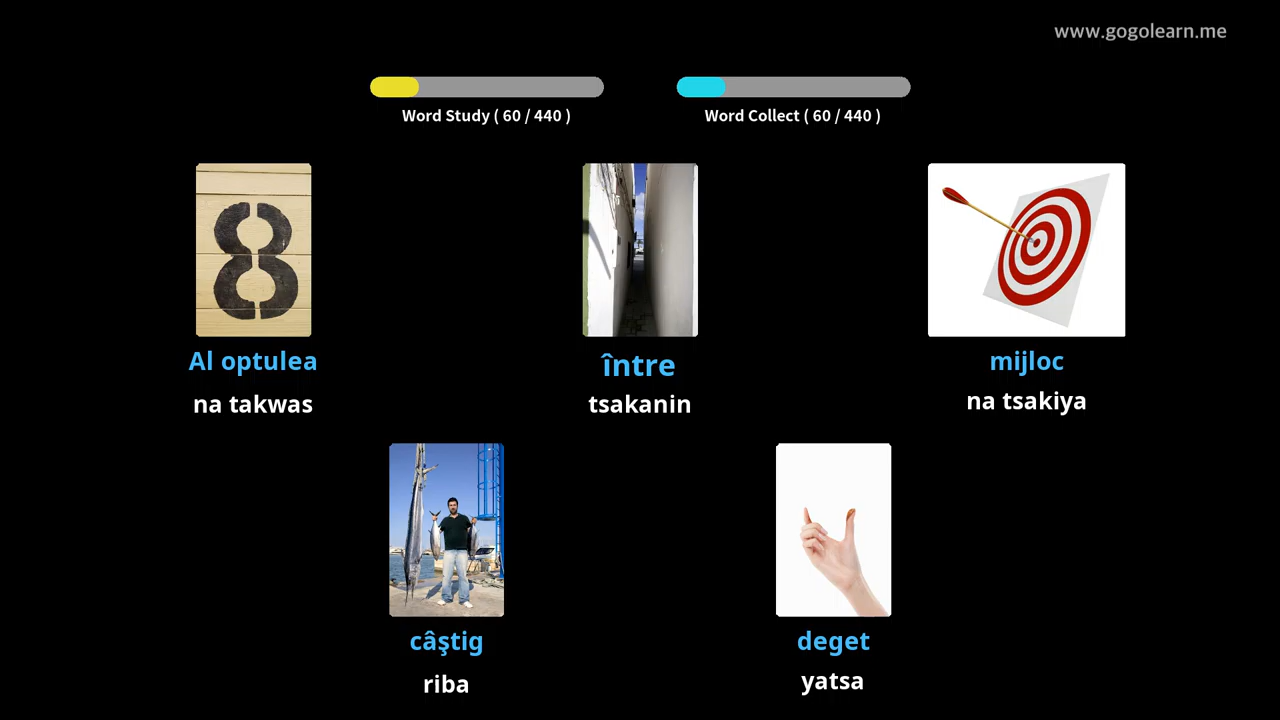 www.gogolearn.me
Word Study ( 60 / 440 )
Word Collect ( 60 / 440 )
8
Al optulea
na takwas
între
tsakanin
mijloc
na tsakiya
câştig
riba
deget
yatsa